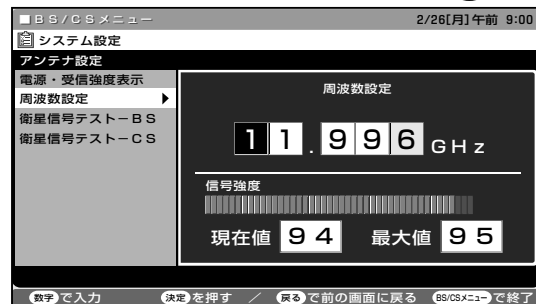 ■BS/CSメニュー 2/26[月]午前 9:00
システム設定
アンテナ設定
電源・受信強度表示
周波数設定 ▶
衛星信号テスト－BS
衛星信号テスト－CS
周波数設定
11.996 GHz
信号強度
現在値 94 最大値 95
数字で入力 決定を押す ／ 戻るで前の画面に戻る BS/CSメニューで終了